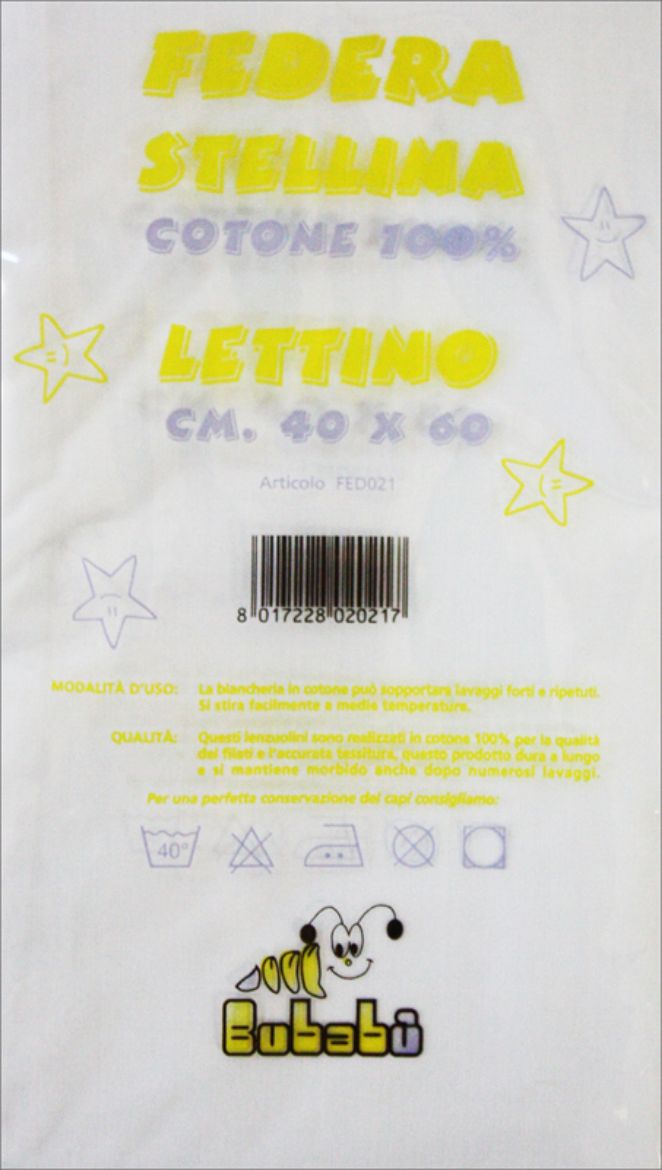 FEDERA
STELLINA
COTONE 100%
LETTINO
CM. 40 X 60
Articolo FED021
8 017228 020217
MODALITÀ D'USO: La biancheria in cotone può sopportare lavaggi forti e ripetuti.
Si stira facilmente a media temperatura.
QUALITÀ: Questi lenzuolini sono realizzati in cotone 100% per la qualità
dei filati e l'accurata tessitura, questo prodotto dura a lungo
e si mantiene morbido anche dopo numerosi lavaggi.
Per una perfetta conservazione dei capi consigliamo:
40°
Bubabù